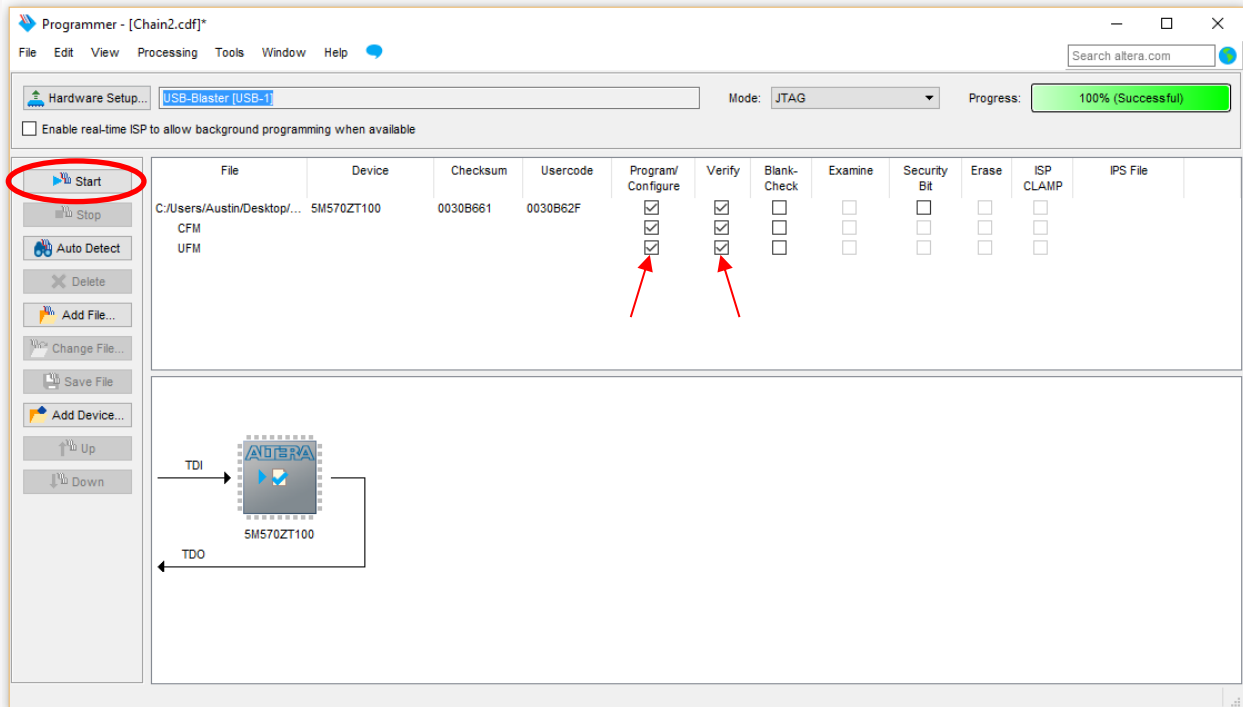 Programmer - [Chain2.cdf]*
File Edit View Processing Tools Window Help
Search altera.com
Hardware Setup... USB-Blaster [USB-1] Mode: JTAG Progress: 100% (Successful)
Enable real-time ISP to allow background programming when available
Start
Stop
Auto Detect
Delete
Add File...
Change File...
Save File
Add Device...
Up
Down
File Device Checksum Usercode Program/ Verify Blank- Examine Security Erase ISP IPS File
Configure Check Bit CLAMP
C:/Users/Austin/Desktop/... 5M570ZT100 0030B661 0030B62F
CFM
UFM
ALTERA
TDI
5M570ZT100
TDO